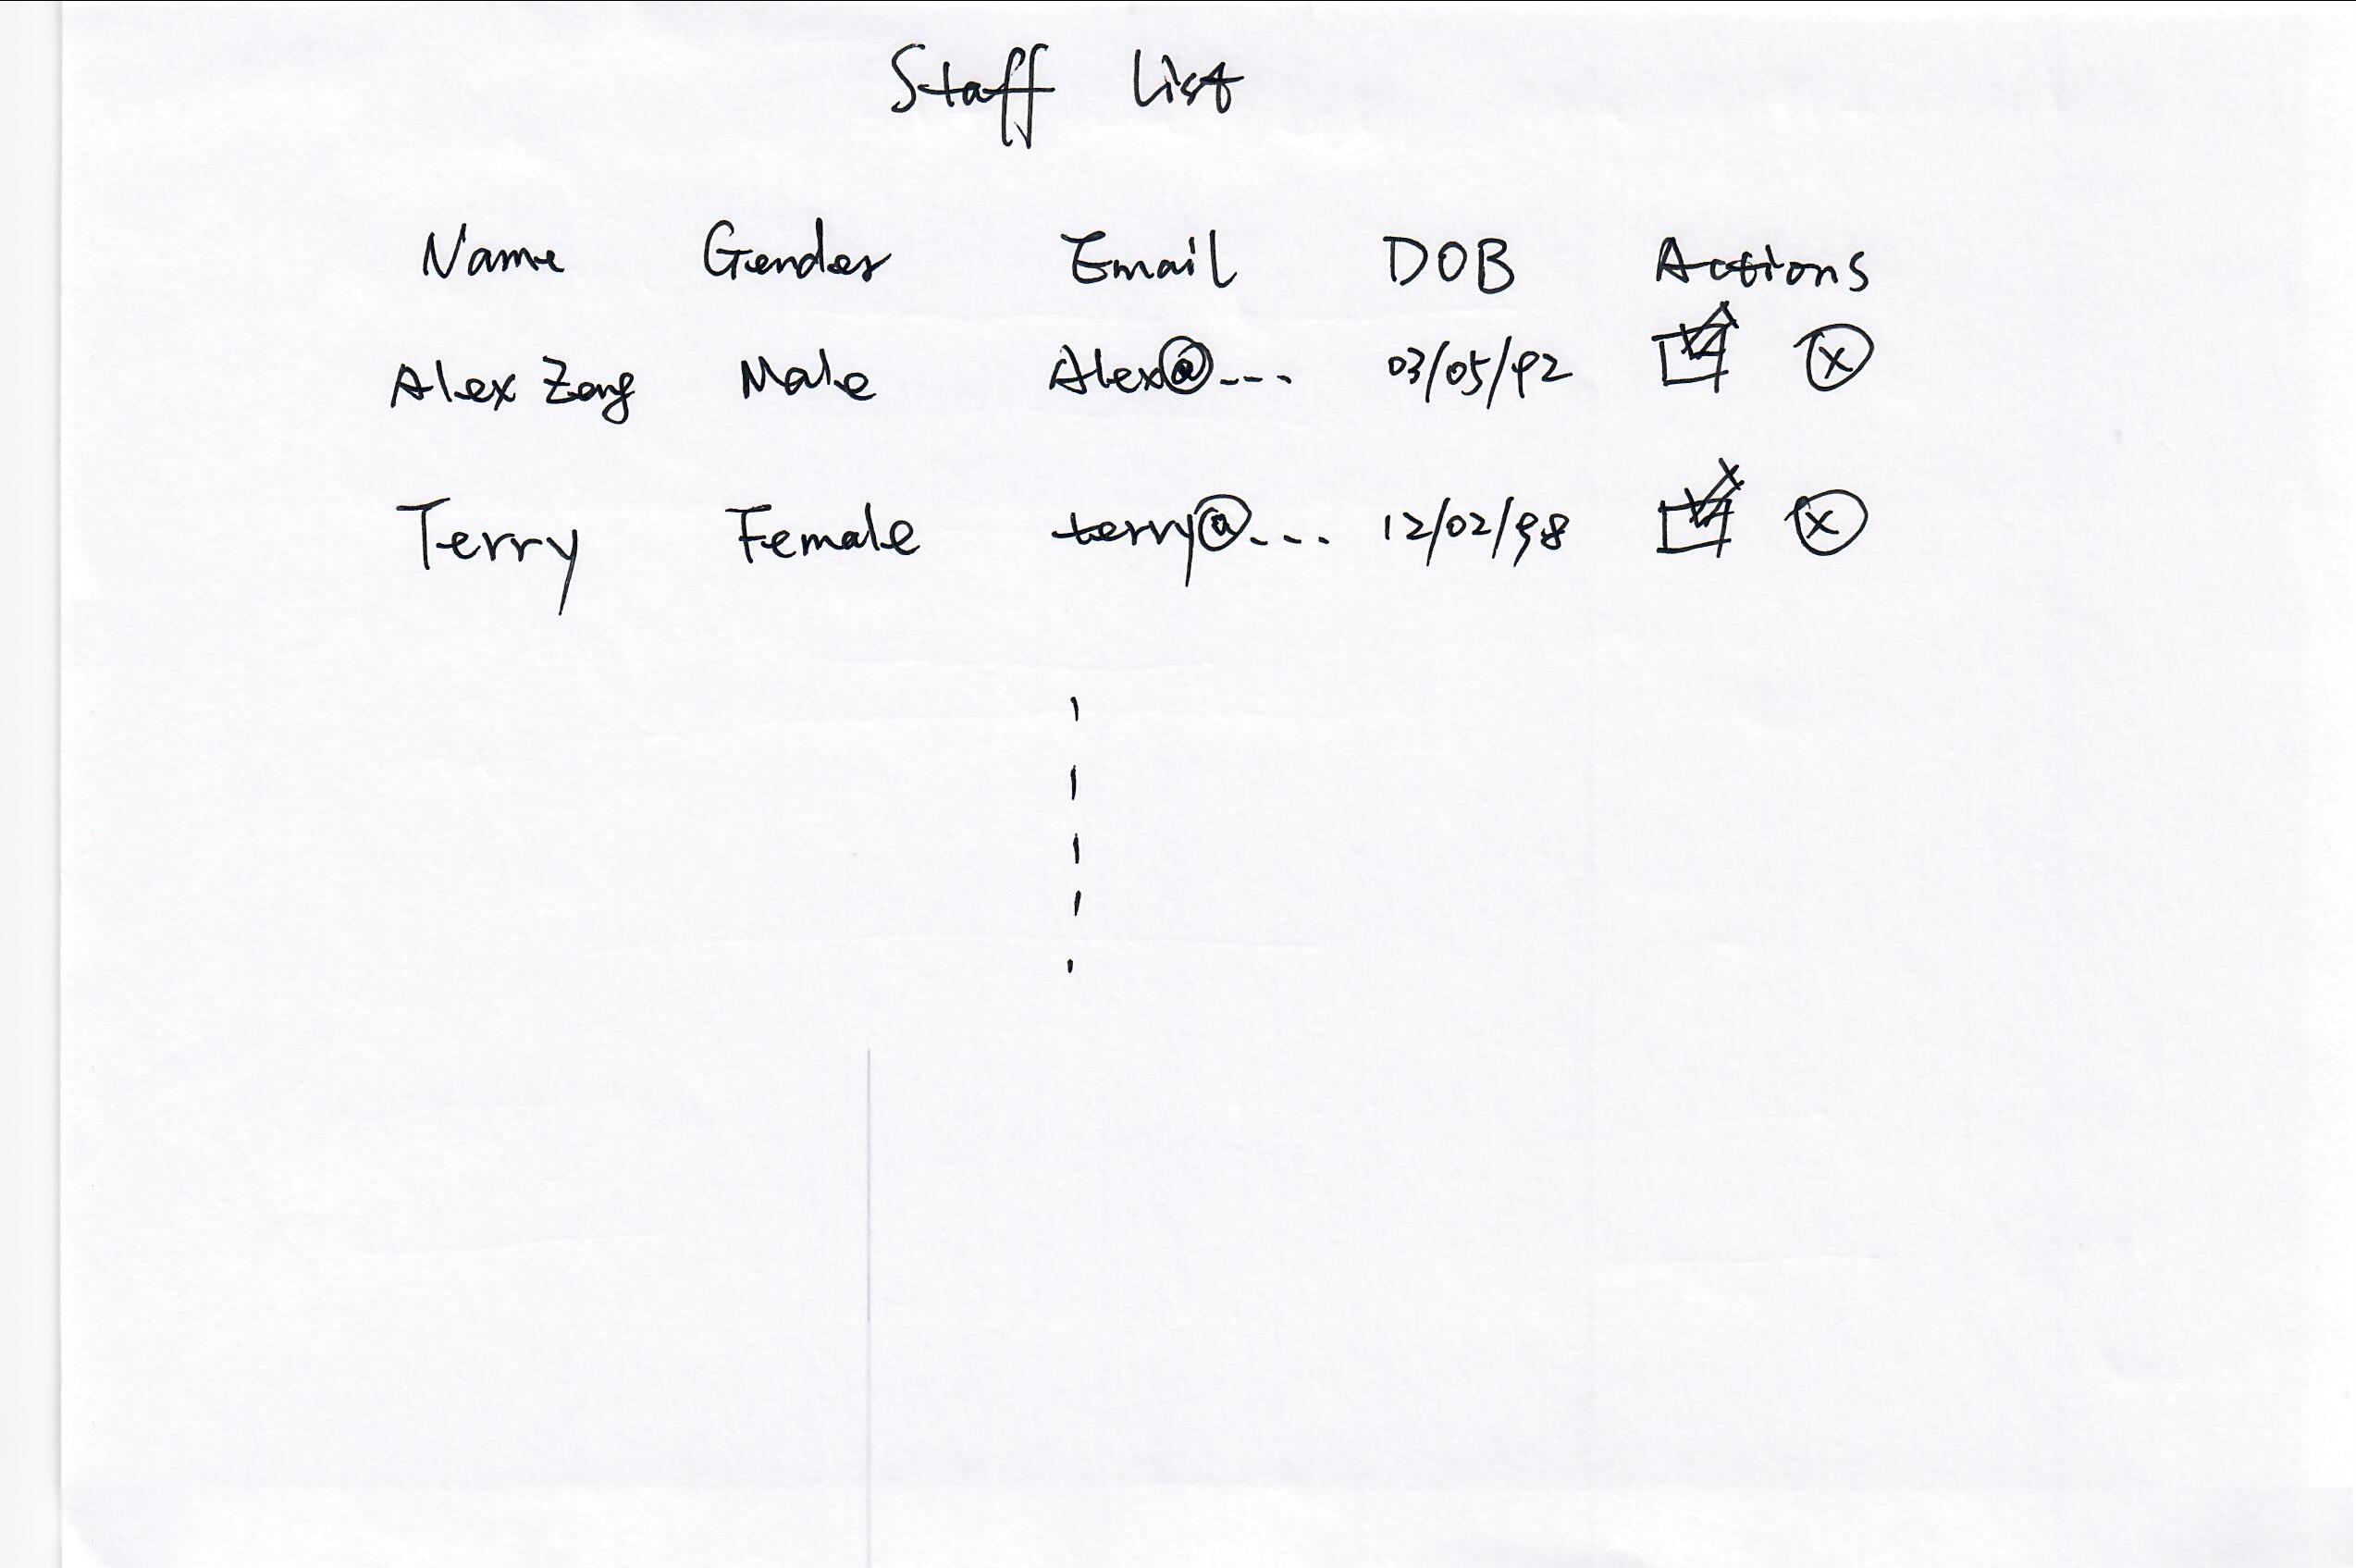 Staff List
Name Gender Email DOB Actions
Alex Zeng Male Alex@--- 03/05/92
Terry Female terry@--- 12/02/98